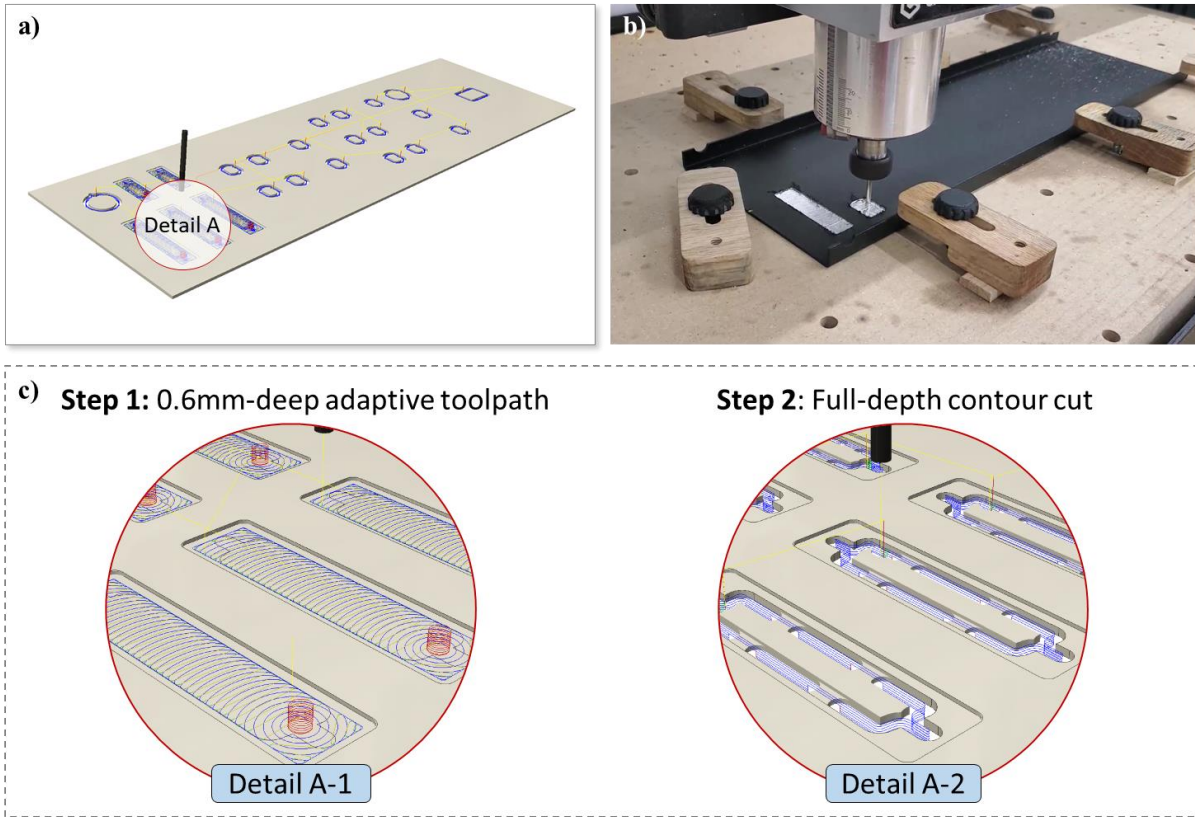 a)
Detail A
b)
c)
Step 1: 0.6mm-deep adaptive toolpath
Step 2: Full-depth contour cut
Detail A-1
Detail A-2